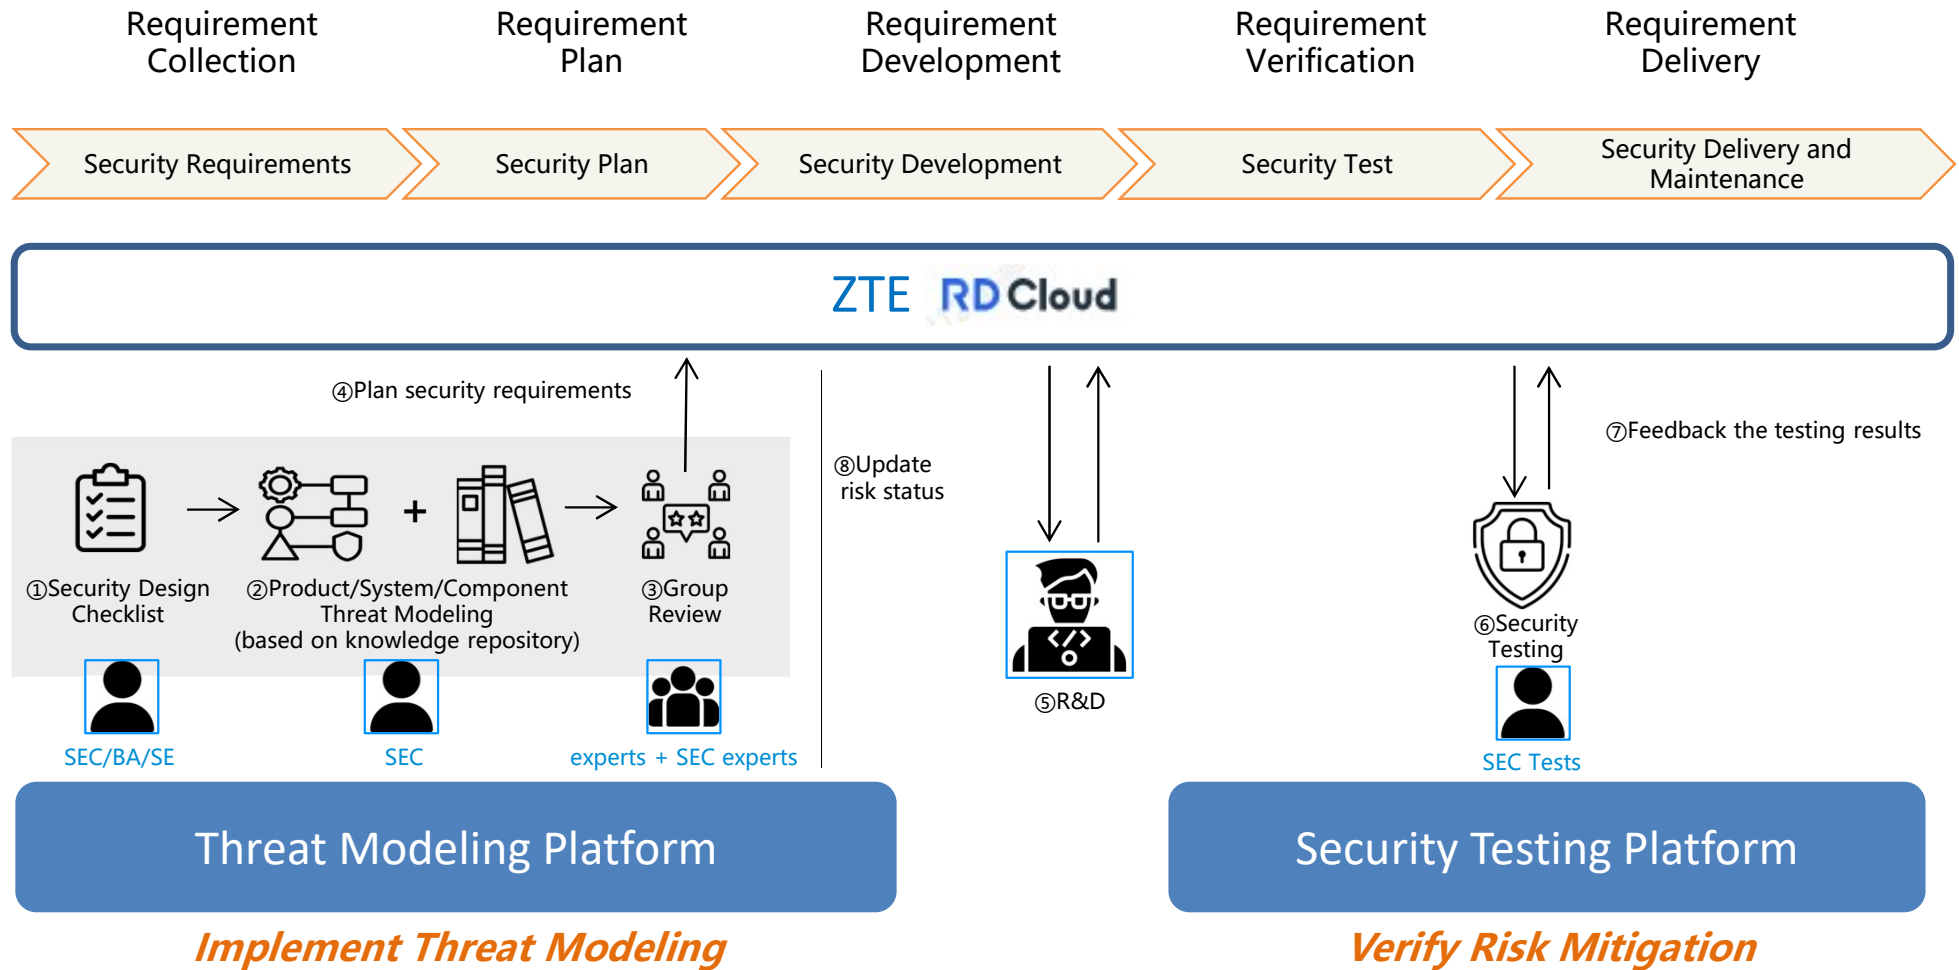 Requirement
Collection
Requirement
Plan
Requirement
Development
Requirement
Verification
Requirement
Delivery
Security Requirements
Security Plan
Security Development
Security Test
Security Delivery and
Maintenance
ZTE RDCloud
④Plan security requirements
⑧Update
risk status
⑦Feedback the testing results
①Security Design
Checklist
+
②Product/System/Component
Threat Modeling
(based on knowledge repository)
③Group
Review
⑤R&D
⑥Security
Testing
SEC/BA/SE
SEC
experts + SEC experts
SEC Tests
Threat Modeling Platform
Security Testing Platform
Implement Threat Modeling
Verify Risk Mitigation